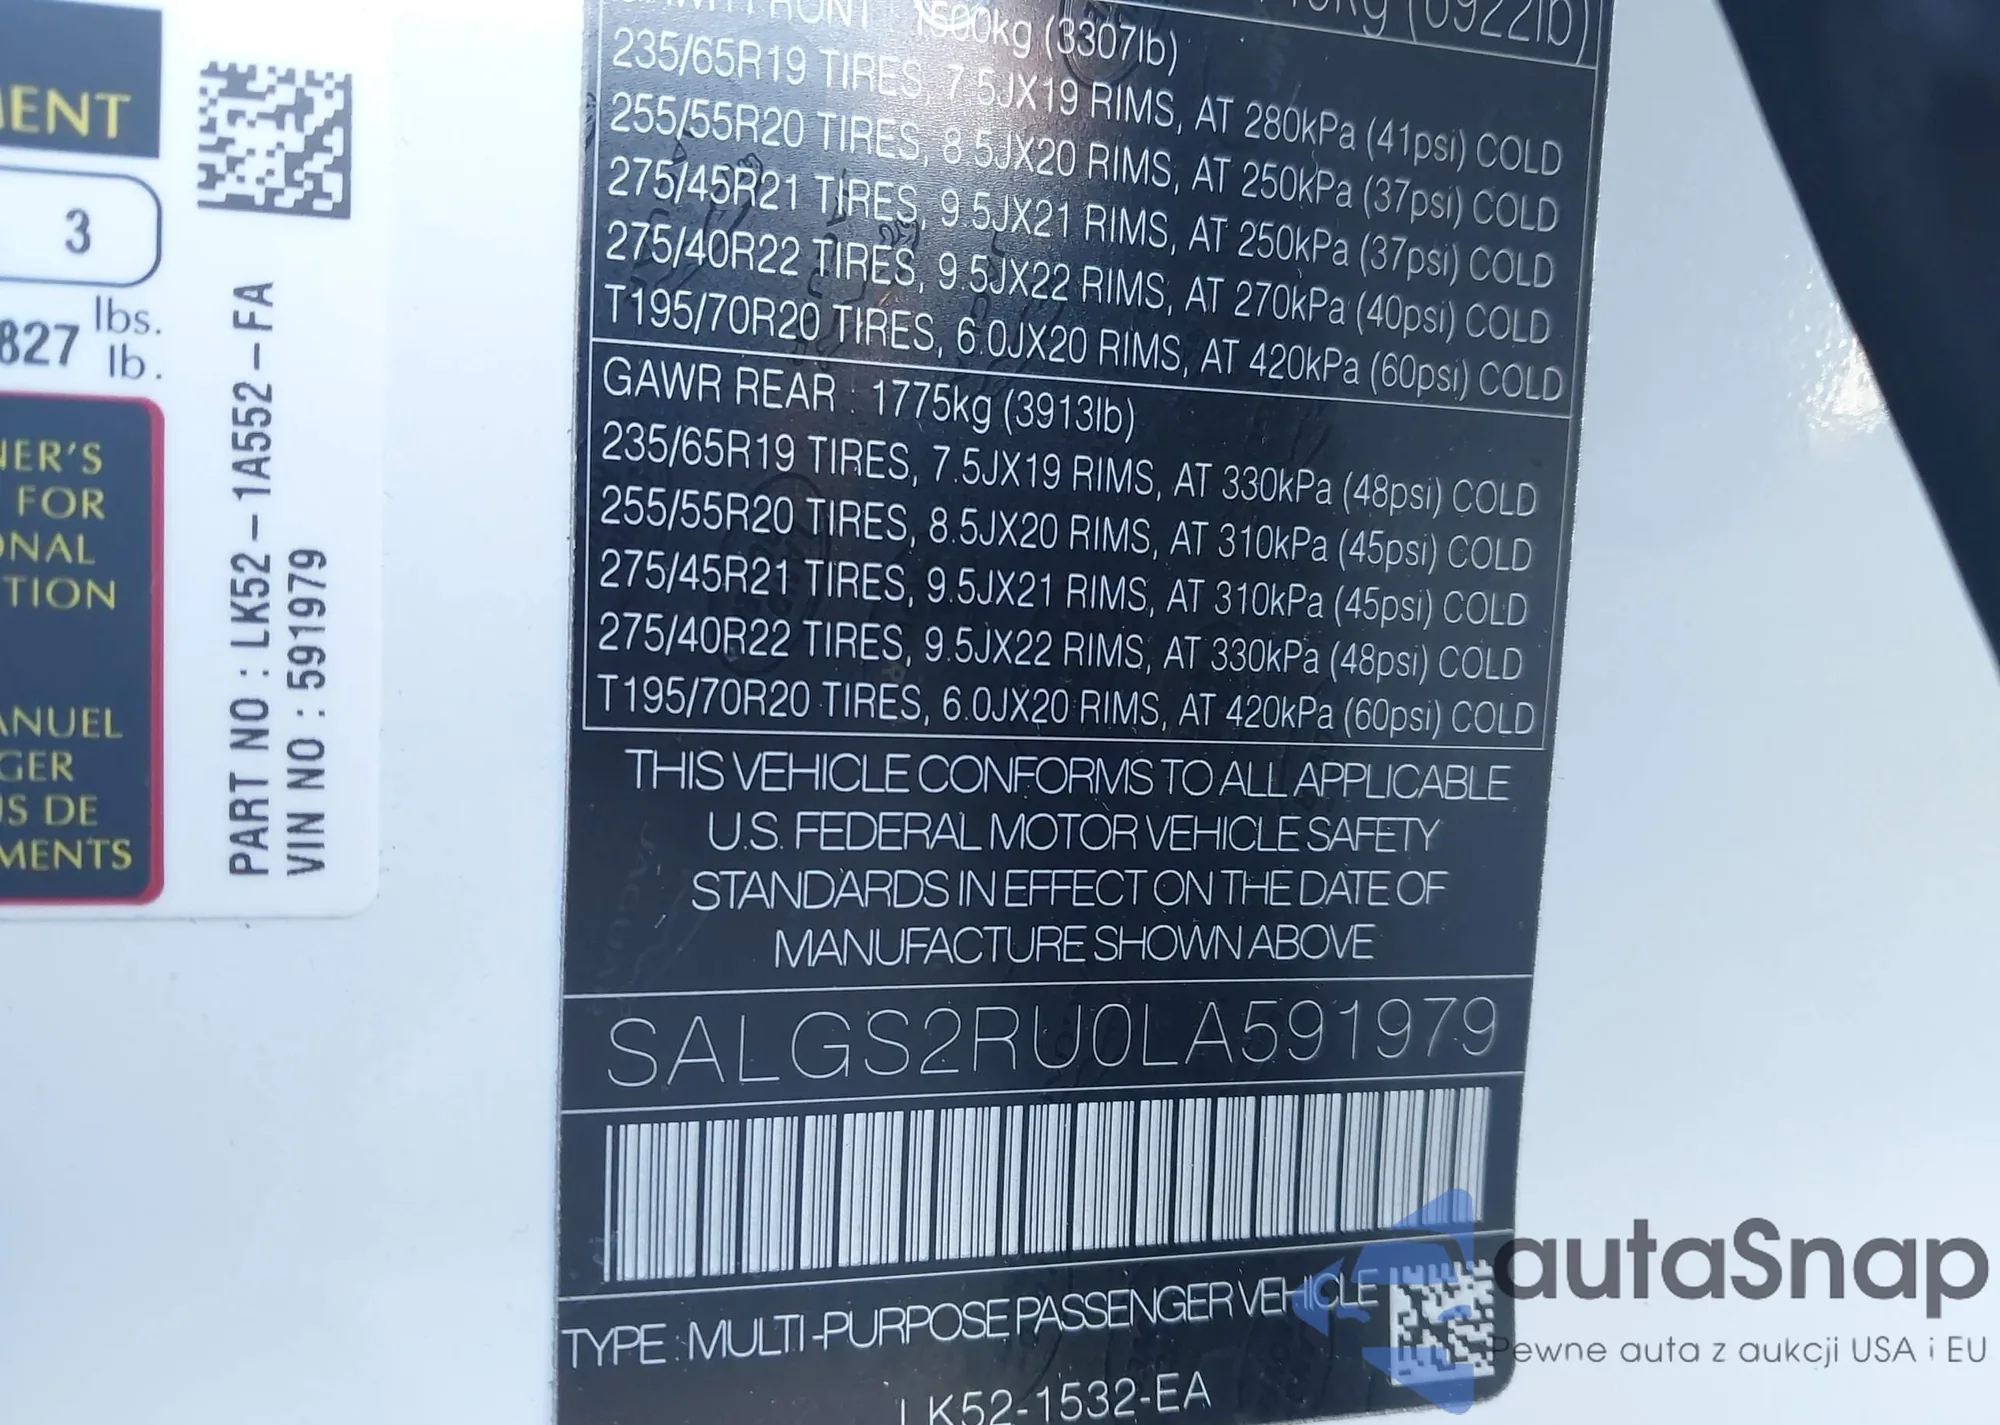 MENT
3
827 lbs.
lb.
NER'S
FOR
ONAL
TION
ANUEL
GER
US DE
MENTS
PART NO : LK52-1A552-FA
VIN NO : 591979
(6922lb)
FRONT 1500kg (3307lb)
235/65R19 TIRES, 7.5JX19 RIMS, AT 280kPa (41psi) COLD
255/55R20 TIRES, 8.5JX20 RIMS, AT 250kPa (37psi) COLD
275/45R21 TIRES, 9.5JX21 RIMS, AT 250kPa (37psi) COLD
275/40R22 TIRES, 9.5JX22 RIMS, AT 270kPa (40psi) COLD
T195/70R20 TIRES, 6.0JX20 RIMS, AT 420kPa (60psi) COLD
GAWR REAR : 1775kg (3913lb)
235/65R19 TIRES, 7.5JX19 RIMS, AT 330kPa (48psi) COLD
255/55R20 TIRES, 8.5JX20 RIMS, AT 310kPa (45psi) COLD
275/45R21 TIRES, 9.5JX21 RIMS, AT 310kPa (45psi) COLD
275/40R22 TIRES, 9.5JX22 RIMS, AT 330kPa (48psi) COLD
T195/70R20 TIRES, 6.0JX20 RIMS, AT 420kPa (60psi) COLD
THIS VEHICLE CONFORMS TO ALL APPLICABLE
U.S. FEDERAL MOTOR VEHICLE SAFETY
STANDARDS IN EFFECT ON THE DATE OF
MANUFACTURE SHOWN ABOVE
SALGS2RU0LA591979
TYPE : MULTI-PURPOSE PASSENGER VEHICLE
LK52-1532-EA
autaSnap
Pewne auta z aukcji USA i EU